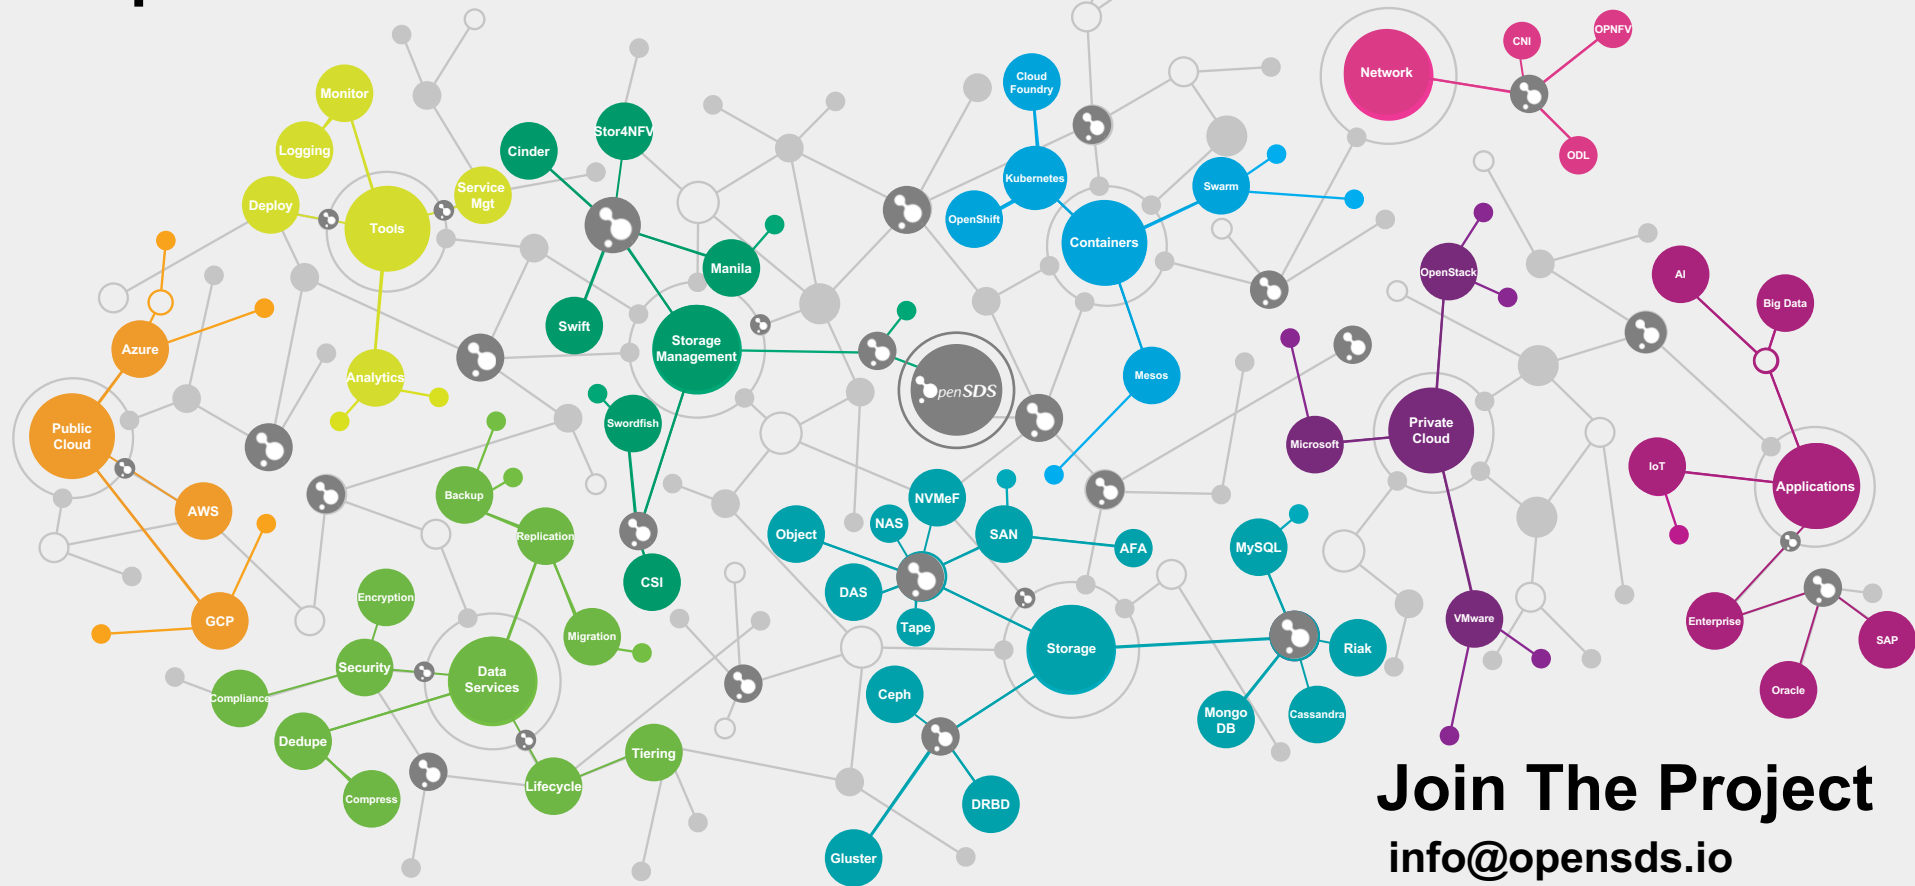 Monitor
Logging
Deploy
Tools
Service
Mgt
Analytics
Azure
Public
Cloud
AWS
GCP
Cinder
Stor4NFV
Manila
Swift
Storage
Management
Swordfish
CSI
openSDS
Cloud
Foundry
Kubernetes
OpenShift
Swarm
Containers
Mesos
Network
CNI
OPNFV
ODL
OpenStack
Microsoft
Private
Cloud
VMware
AI
Big Data
IoT
Applications
Enterprise
Oracle
SAP
Backup
Replication
Encryption
Migration
Security
Compliance
Data
Services
Dedupe
Compress
Lifecycle
Tiering
Object
NAS
NVMeF
SAN
AFA
DAS
Tape
Storage
Ceph
DRBD
Gluster
MySQL
Riak
Mongo
DB
Cassandra
Join The Project
info@opensds.io